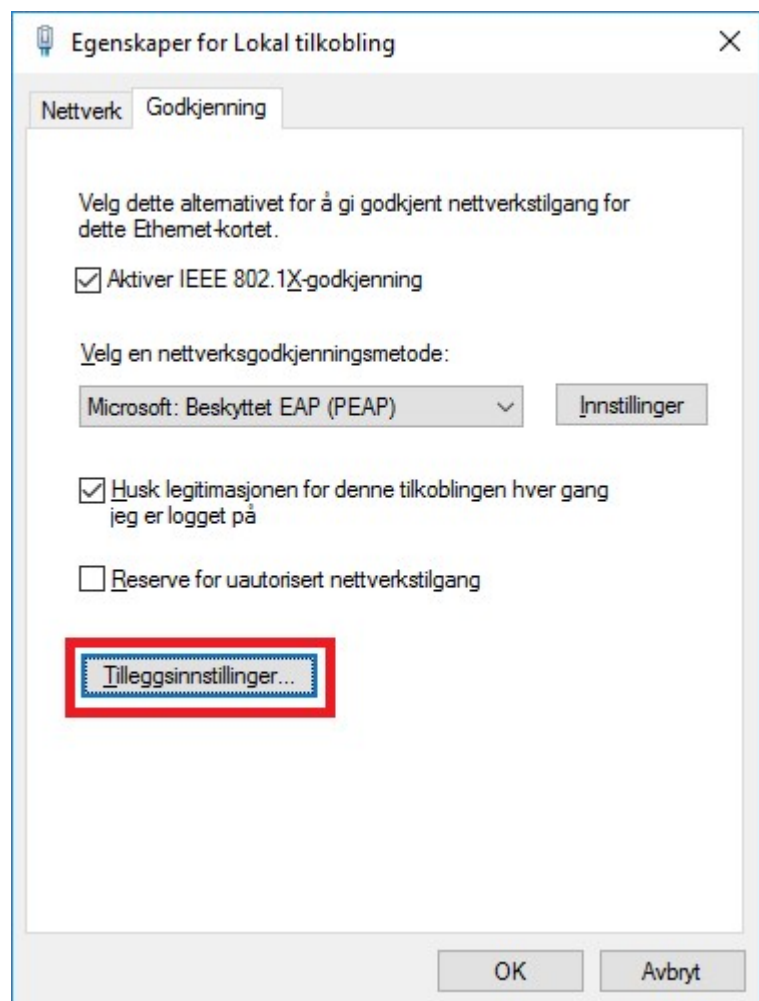 Egenskaper for Lokal tilkobling
Nettverk
Godkjenning
Velg dette alternativet for å gi godkjent nettverkstilgang for
dette Ethernet-kortet.
Aktiver IEEE 802.1X-godkjenning
Velg en nettverksgodkjenningsmetode:
Microsoft: Beskyttet EAP (PEAP)
Innstillinger
Husk legitimasjonen for denne tilkoblingen hver gang
jeg er logget på
Reserve for uautorisert nettverkstilgang
Tilleggsinnstillinger...
OK
Avbryt